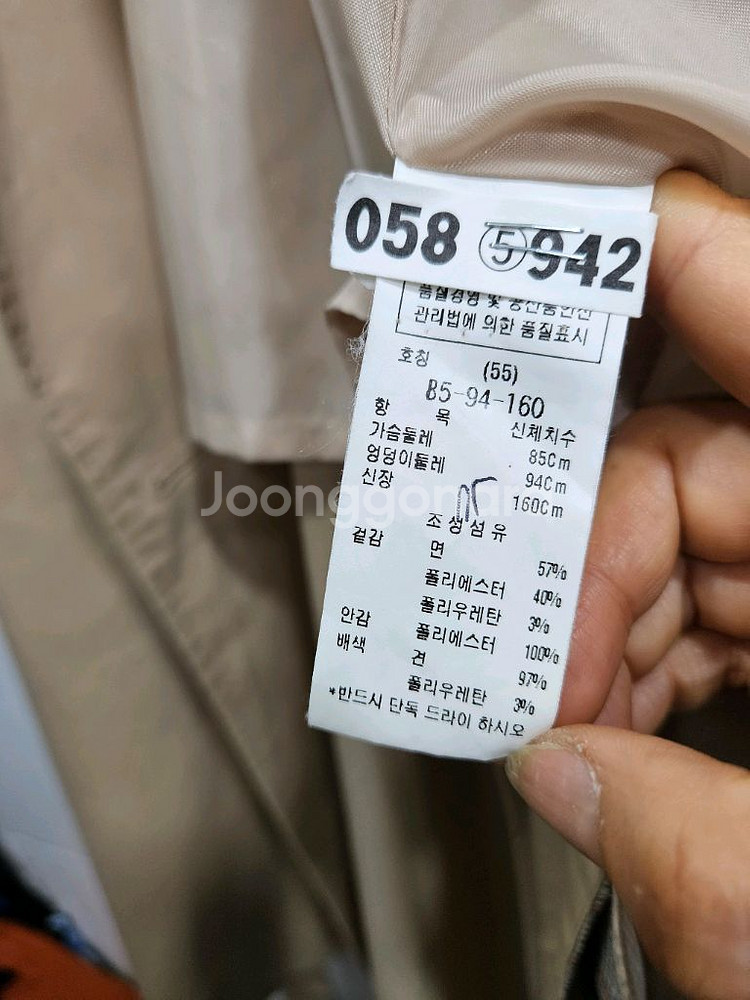 058 ⑤942
품질경영 및 공산품안전
관리법에 의한 품질표시
호칭 (55)
85-94-160
항 목 신체치수
가슴둘레 85Cm
엉덩이둘레 94Cm
신장 160Cm
Joonggonara
조성섬유
겉감 면 57%
폴리에스터 40%
폴리우레탄 3%
안감 폴리에스터 100%
배색 견 97%
폴리우레탄 3%
*반드시 단독 드라이 하시오